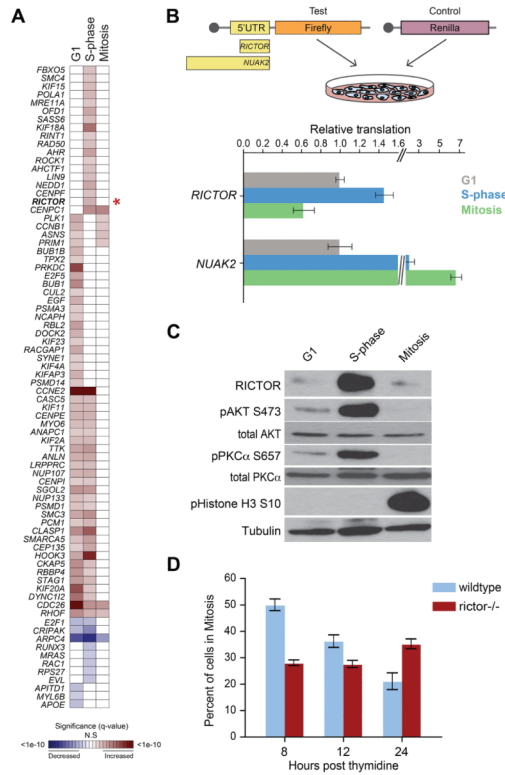 A
G1
S-phase
Mitosis
FBXO5
SMC4
KIF15
POLA1
MRE11A
OFD1
SASS6
KIF18A
RINT1
RAD50
AHR
ROCK1
AHCTF1
LIN9
NEDD1
CENPF
RICTOR *
CENPC1
PLK1
CCNB1
ASNS
PRIM1
BUB1B
TPX2
PRKDC
E2F5
BUB1
CUL2
EGF
PSMA3
NCAPH
RBL2
DOCK2
KIF23
RACGAP1
SYNE1
KIF4A
KIFAP3
PSMD14
CCNE2
CASC5
KIF11
CENPE
MYO6
ANAPC1
KIF2A
TTK
ANLN
LRPPRC
NUP107
CENPI
SGOL2
NUP133
PSMD1
SMC3
PCM1
CLASP1
SMARCA5
CEP135
HOOK3
CKAP5
RBBP4
STAG1
KIF20A
DYNC1I2
CDC26
RHOF
E2F1
CRIPAK
ARPC4
RUNX3
MRAS
RAC1
RPS27
EVL
APITD1
MYL6B
APOE
Significance (q-value)
N.S
<1e-10 <1e-10
Decreased Increased
B
Test
Control
5'UTR Firefly
Renilla
RICTOR
NUAK2
Relative translation
0.0 0.2 0.4 0.6 0.8 1.0 1.2 1.4 1.6 3 5 7
G1
S-phase
Mitosis
RICTOR
NUAK2
C
G1
S-phase
Mitosis
RICTOR
pAKT S473
total AKT
pPKCα S657
total PKCα
pHistone H3 S10
Tubulin
D
Percent of cells in Mitosis
60
50
40
30
20
10
0
wildtype
rictor-/-
8 12 24
Hours post thymidine